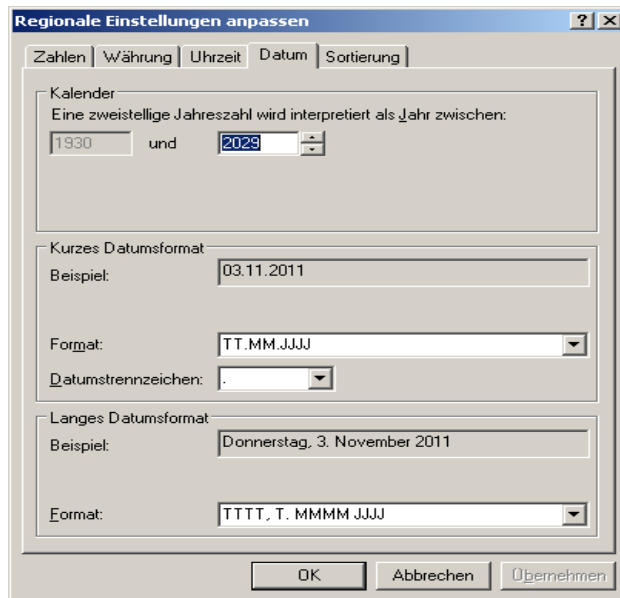 Regionale Einstellungen anpassen
Zahlen Währung Uhrzeit Datum Sortierung
Kalender
Eine zweistellige Jahreszahl wird interpretiert als Jahr zwischen:
1930 und 2029
Kurzes Datumsformat
Beispiel: 03.11.2011
Format: TT.MM.JJJJ
Datumstrennzeichen: .
Langes Datumsformat
Beispiel: Donnerstag, 3. November 2011
Format: TTTT, T. MMMM JJJJ
OK Abbrechen Übernehmen